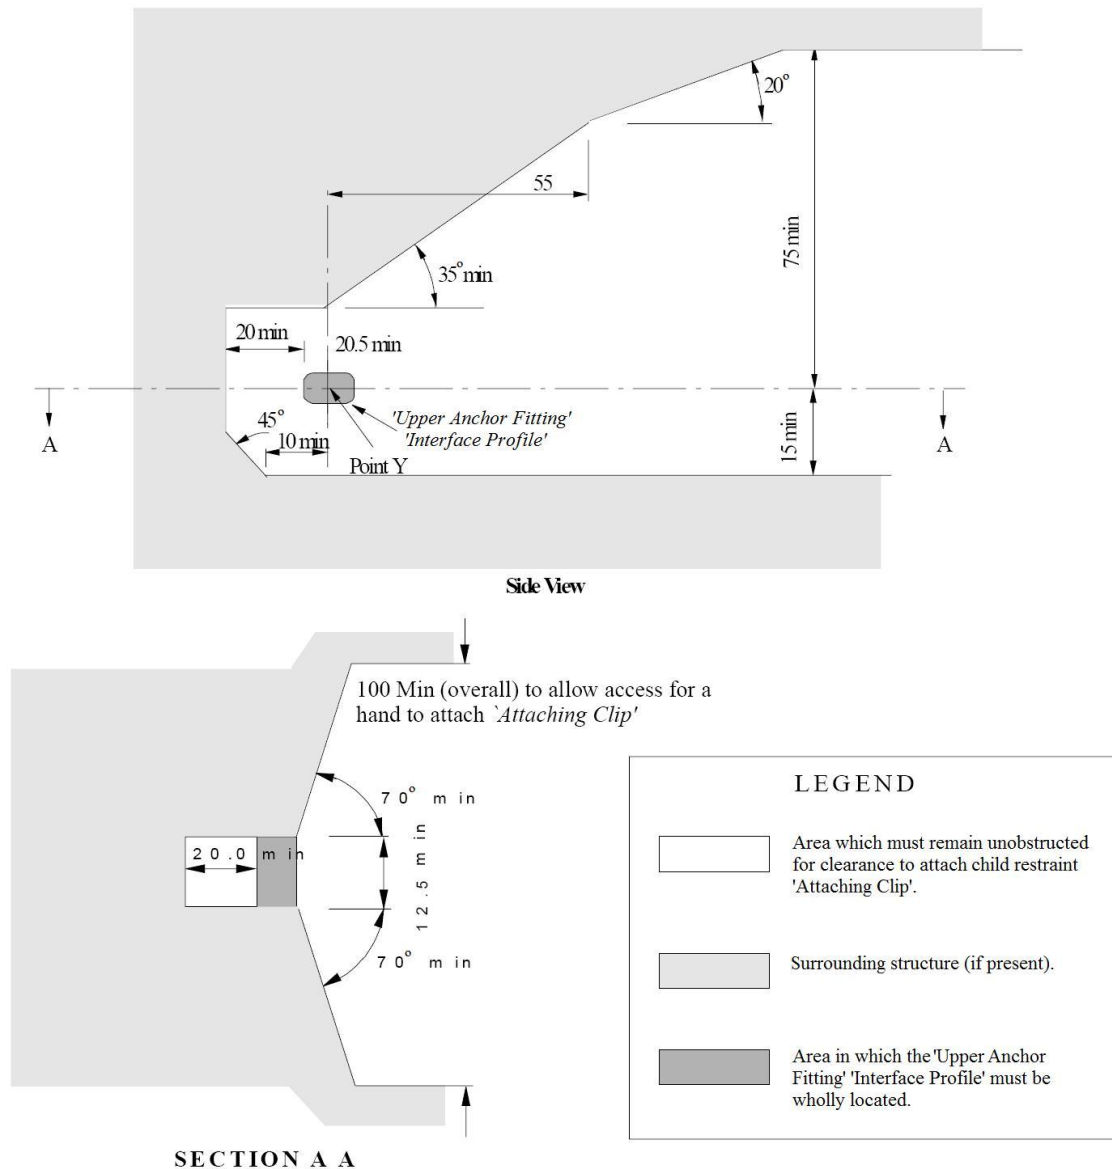 20°
55
75 min
35° min
20 min
20.5 min
'Upper Anchor Fitting'
'Interface Profile'
45°
10 min
15 min
A
A
Point Y
Side View
100 Min (overall) to allow access for a
hand to attach `Attaching Clip'
70° min
20.0 min
12.5 min
70° min
SECTION A A
LEGEND
Area which must remain unobstructed
for clearance to attach child restraint
'Attaching Clip'.
Surrounding structure (if present).
Area in which the 'Upper Anchor
Fitting' 'Interface Profile' must be
wholly located.